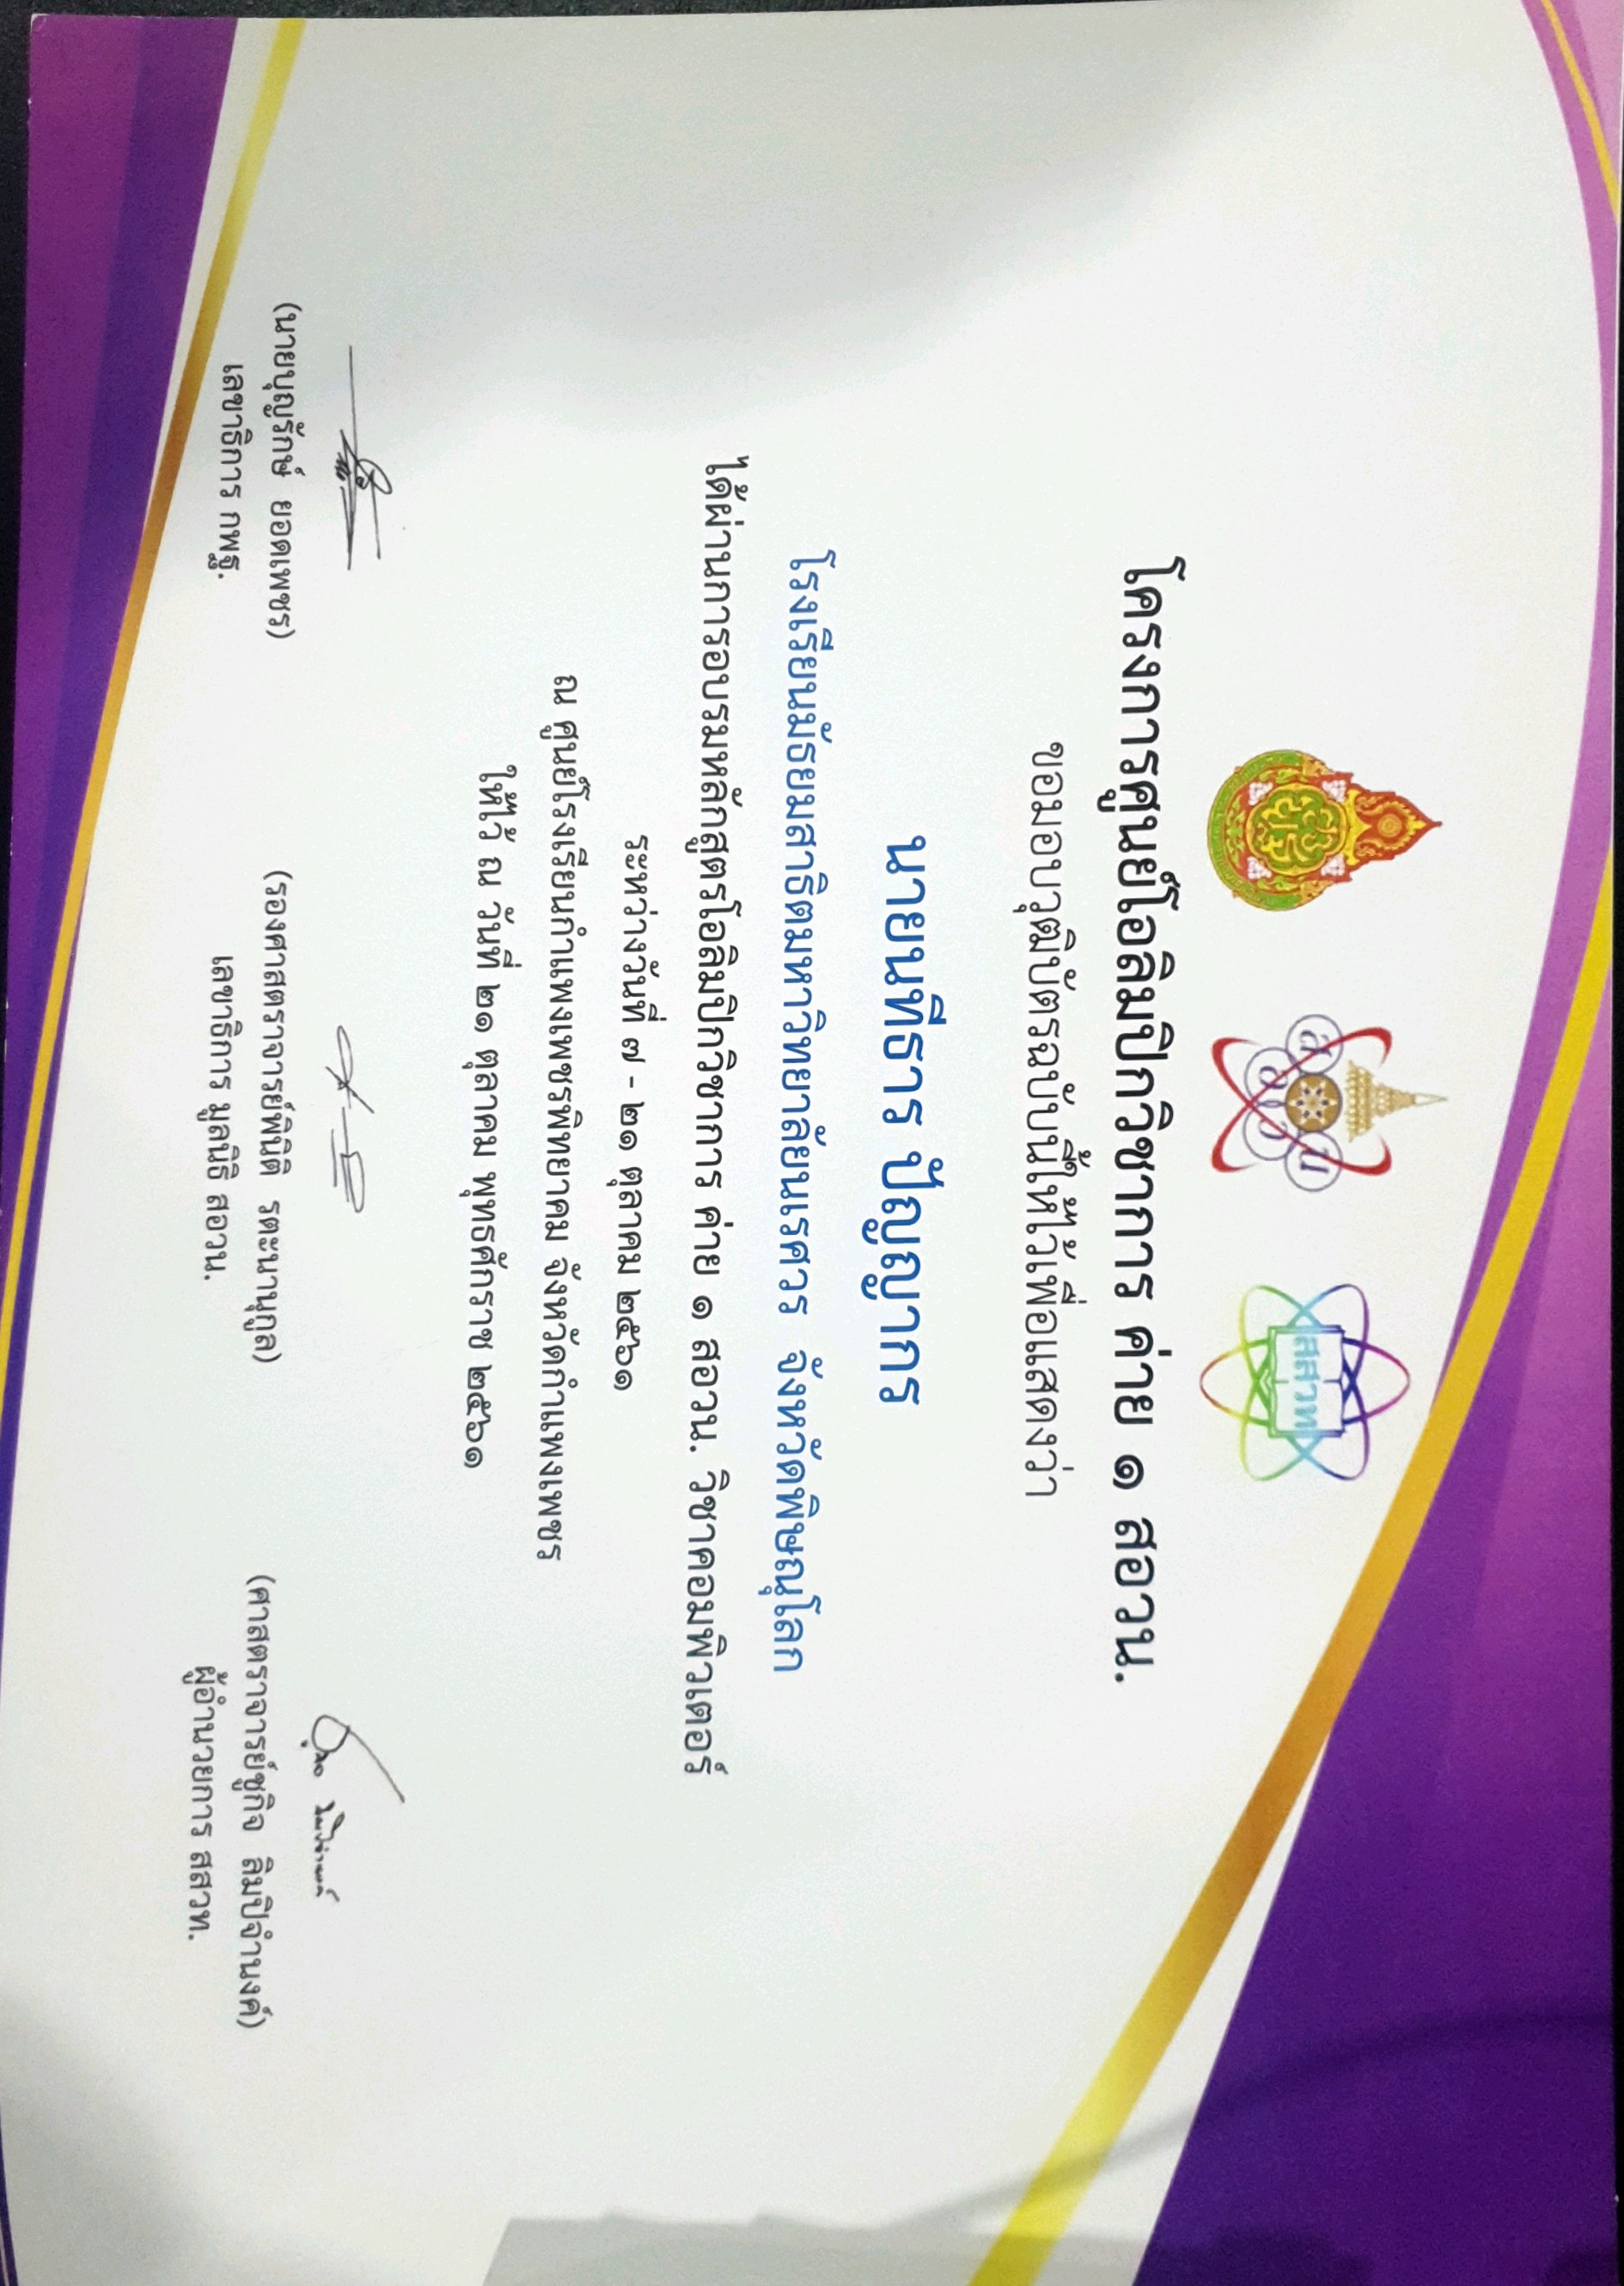 ส อ ว น
สสวท
โครงการศูนย์โอลิมปิกวิชาการ ค่าย ๑ สอวน.
ขอมอบวุฒิบัตรฉบับนี้ให้ไว้เพื่อแสดงว่า
นายนทีธาร ปัญญากร
โรงเรียนมัธยมสาธิตมหาวิทยาลัยนเรศวร จังหวัดพิษณุโลก
ได้ผ่านการอบรมหลักสูตรโอลิมปิกวิชาการ ค่าย ๑ สอวน. วิชาคอมพิวเตอร์
ระหว่างวันที่ ๗ - ๒๑ ตุลาคม ๒๕๖๑
ณ ศูนย์โรงเรียนกำแพงเพชรพิทยาคม จังหวัดกำแพงเพชร
ให้ไว้ ณ วันที่ ๒๑ ตุลาคม พุทธศักราช ๒๕๖๑
(นายบุญรักษ์ ยอดเพชร)
เลขาธิการ กพฐ.
(รองศาสตราจารย์พินิติ รตะนานุกูล)
เลขาธิการ มูลนิธิ สอวน.
(ศาสตราจารย์ชูกิจ ลิมปิจำนงค์)
ผู้อำนวยการ สสวท.